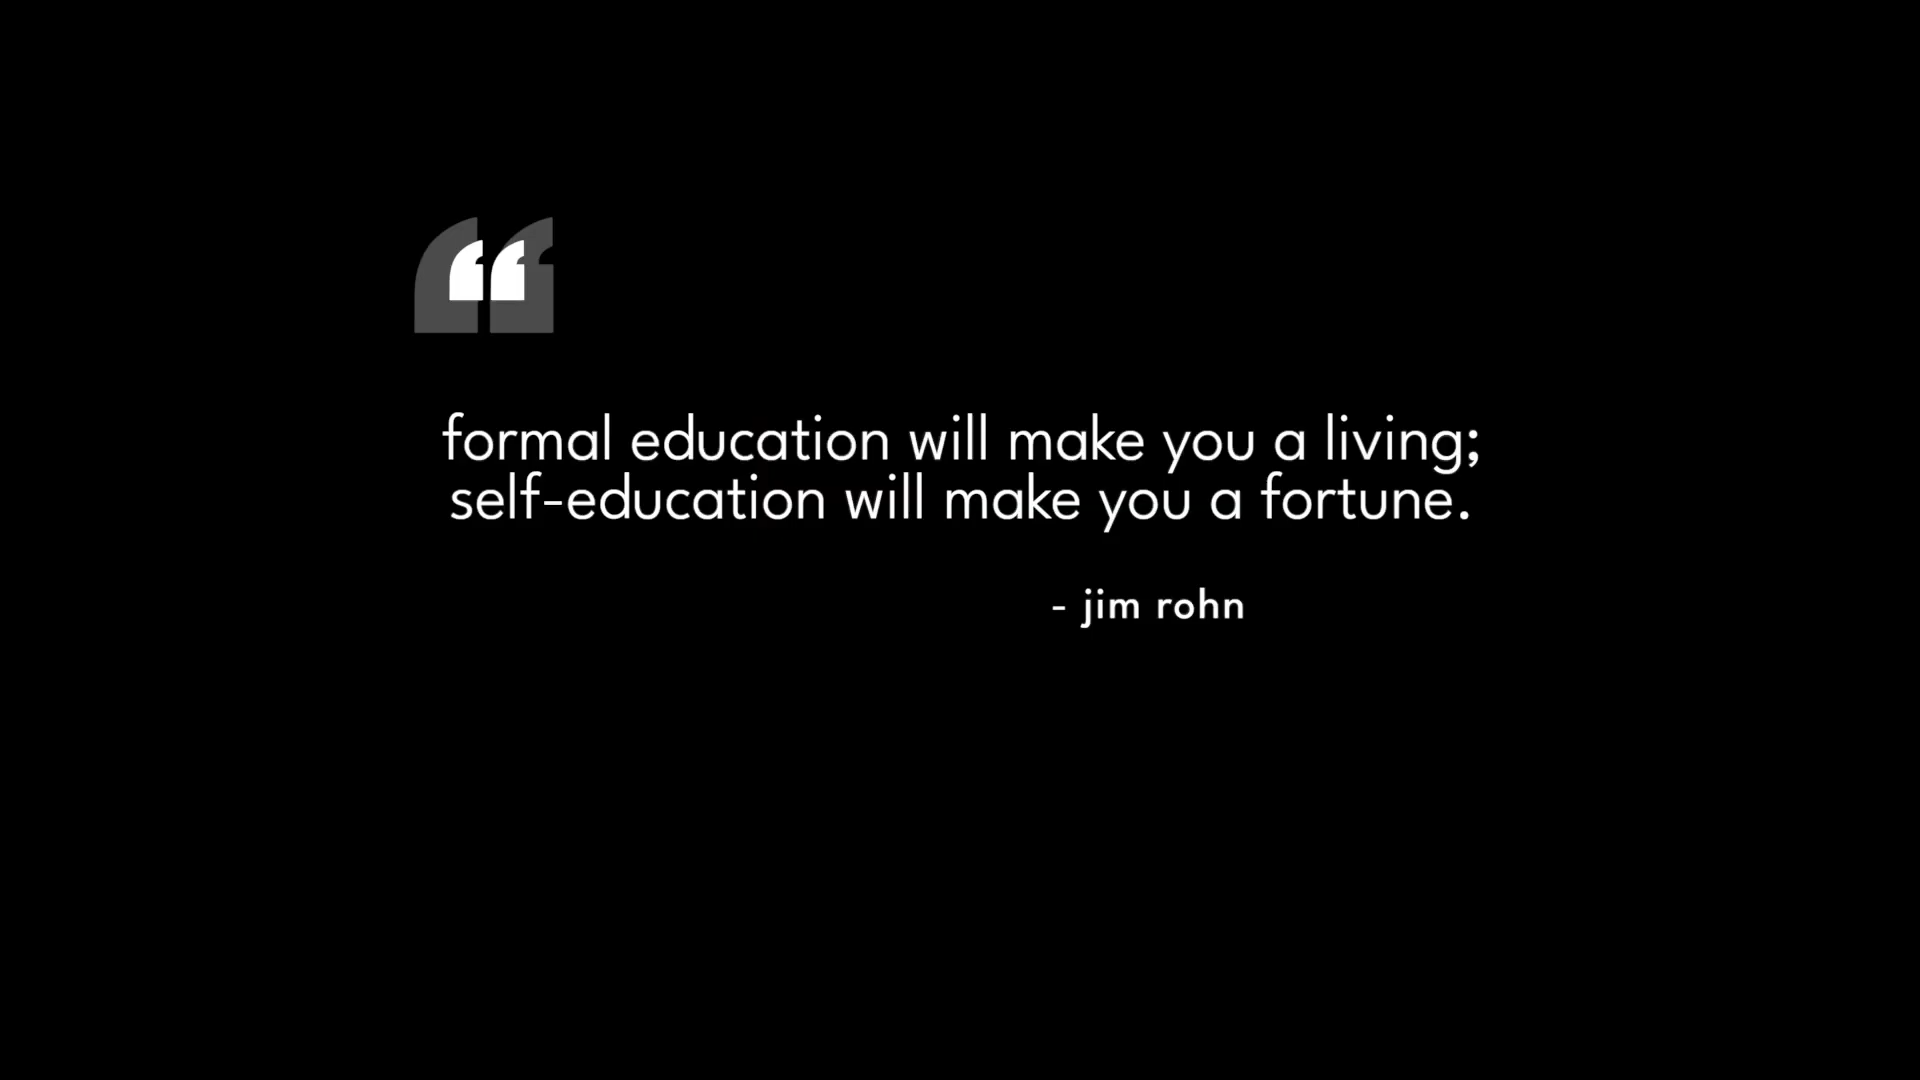 “
formal education will make you a living;
self-education will make you a fortune.
- jim rohn